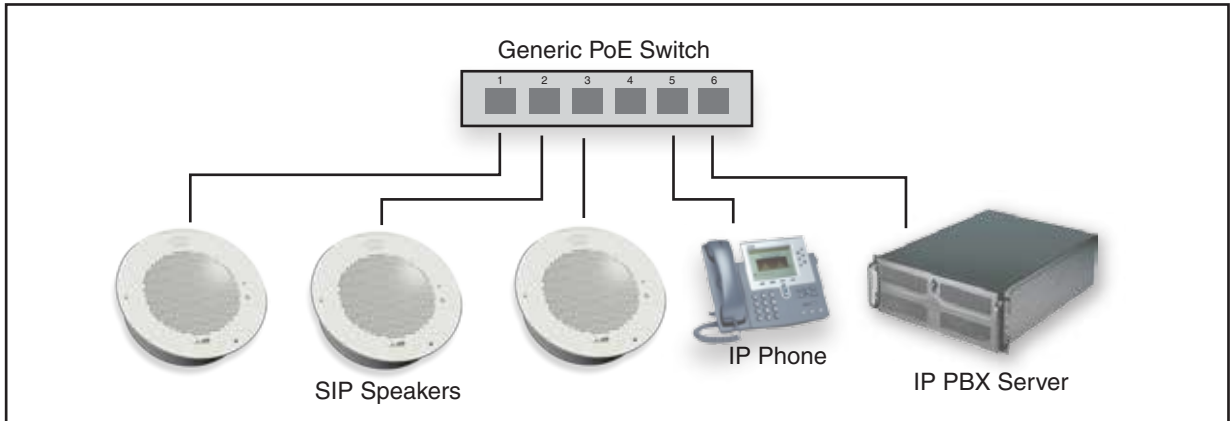 Generic PoE Switch
1 2 3 4 5 6
IP Phone
SIP Speakers
IP PBX Server